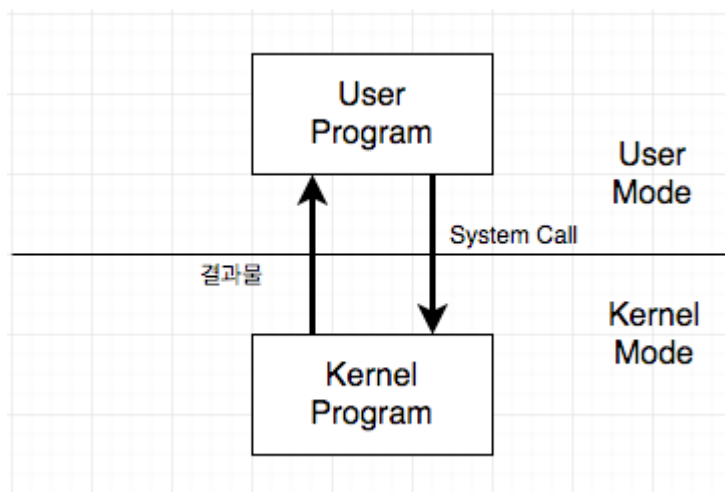 User
Program
User
Mode
System Call
결과물
Kernel
Mode
Kernel
Program